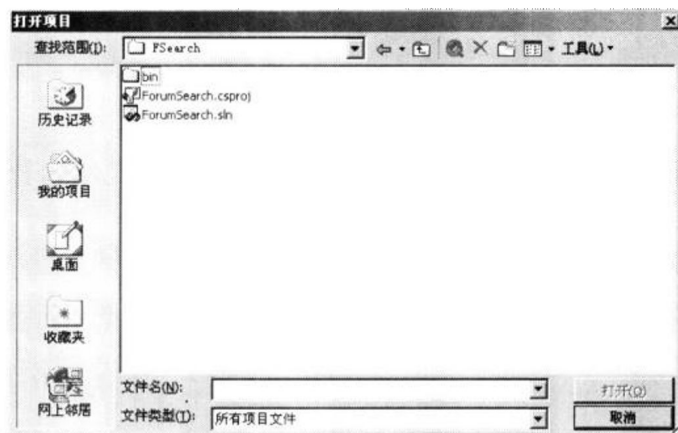 打开项目
查找范围(I): FSearch 工具(L)
bin
ForumSearch.csproj
ForumSearch.sln
历史记录
我的项目
桌面
收藏夹
网上邻居
文件名(N): 打开(O)
文件类型(T): 所有项目文件 取消